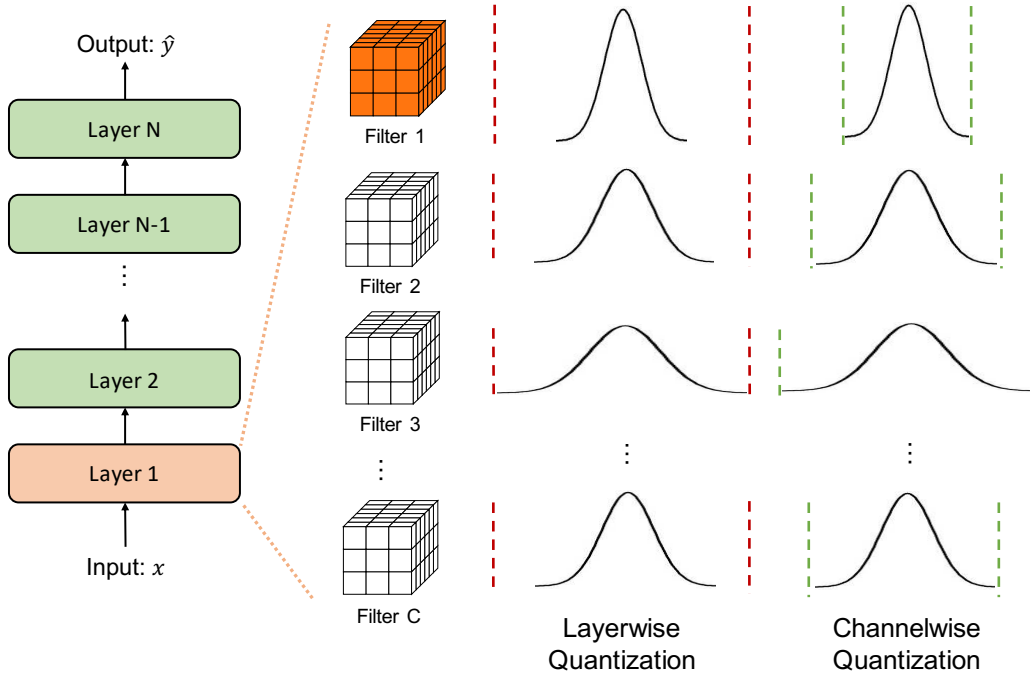 Output: ŷ
Layer N
Layer N-1
⋮
Layer 2
Layer 1
Input: x
Filter 1
Filter 2
Filter 3
⋮
Filter C
⋮
⋮
Layerwise
Quantization
Channelwise
Quantization